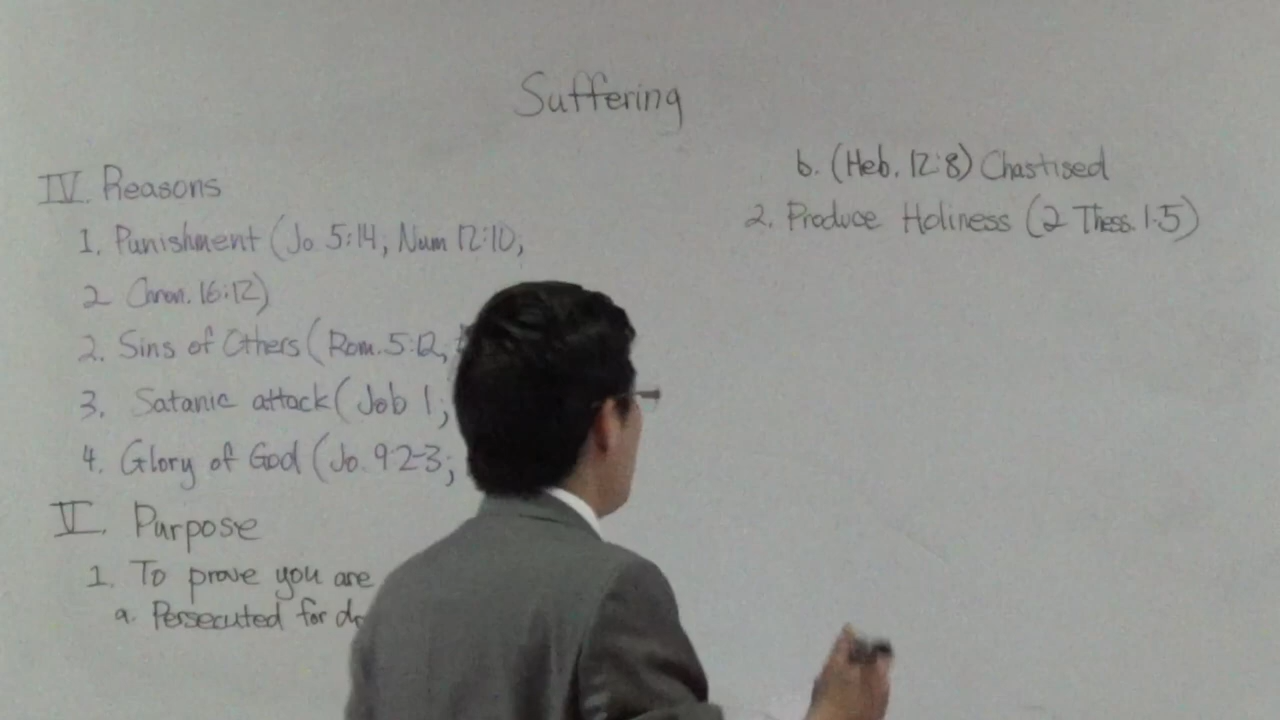 Suffering
IV. Reasons
1. Punishment (Jo. 5:14, Num 12:10,
2 Chron. 16:12)
2. Sins of Others (Rom. 5:12,
3. Satanic attack (Job 1;
4. Glory of God (Jo. 9:2-3;
V. Purpose
1. To prove you are
a. Persecuted for
b. (Heb. 12:8) Chastised
2. Produce Holiness (2 Thess. 1:5)